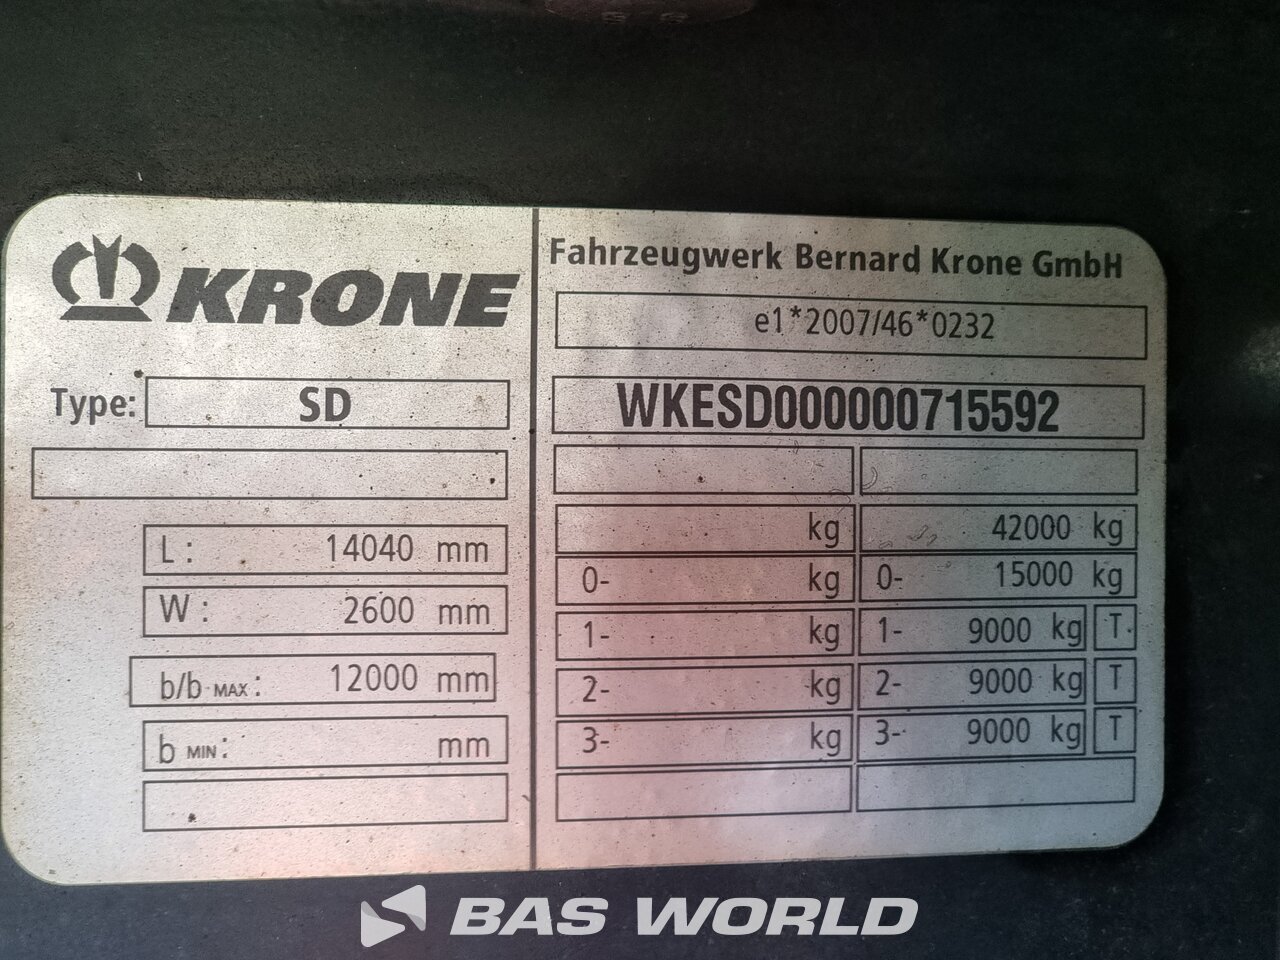 KRONE
Type: SD
L: 14040 mm
W: 2600 mm
b/b MAX: 12000 mm
b MIN: mm
Fahrzeugwerk Bernard Krone GmbH
e1*2007/46*0232
WKESD000000715592
kg 42000 kg
0- kg 0- 15000 kg
1- kg 1- 9000 kg T
2- kg 2- 9000 kg T
3- kg 3- 9000 kg T
BAS WORLD